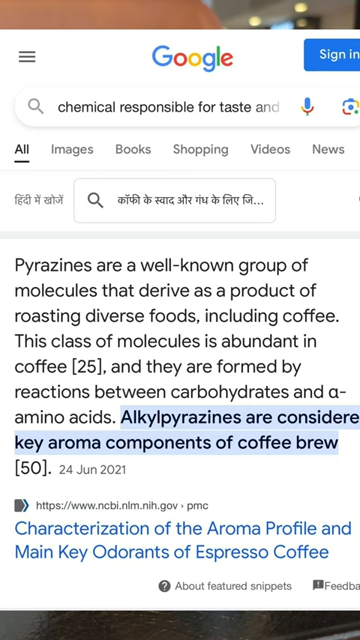 Google
Sign in
chemical responsible for taste and
All Images Books Shopping Videos News
हिंदी में खोजें
कॉफी के स्वाद और गंध के लिए जि...
Pyrazines are a well-known group of
molecules that derive as a product of
roasting diverse foods, including coffee.
This class of molecules is abundant in
coffee [25], and they are formed by
reactions between carbohydrates and α-
amino acids. Alkylpyrazines are considere
key aroma components of coffee brew
[50]. 24 Jun 2021
https://www.ncbi.nlm.nih.gov › pmc
Characterization of the Aroma Profile and
Main Key Odorants of Espresso Coffee
About featured snippets
Feedba